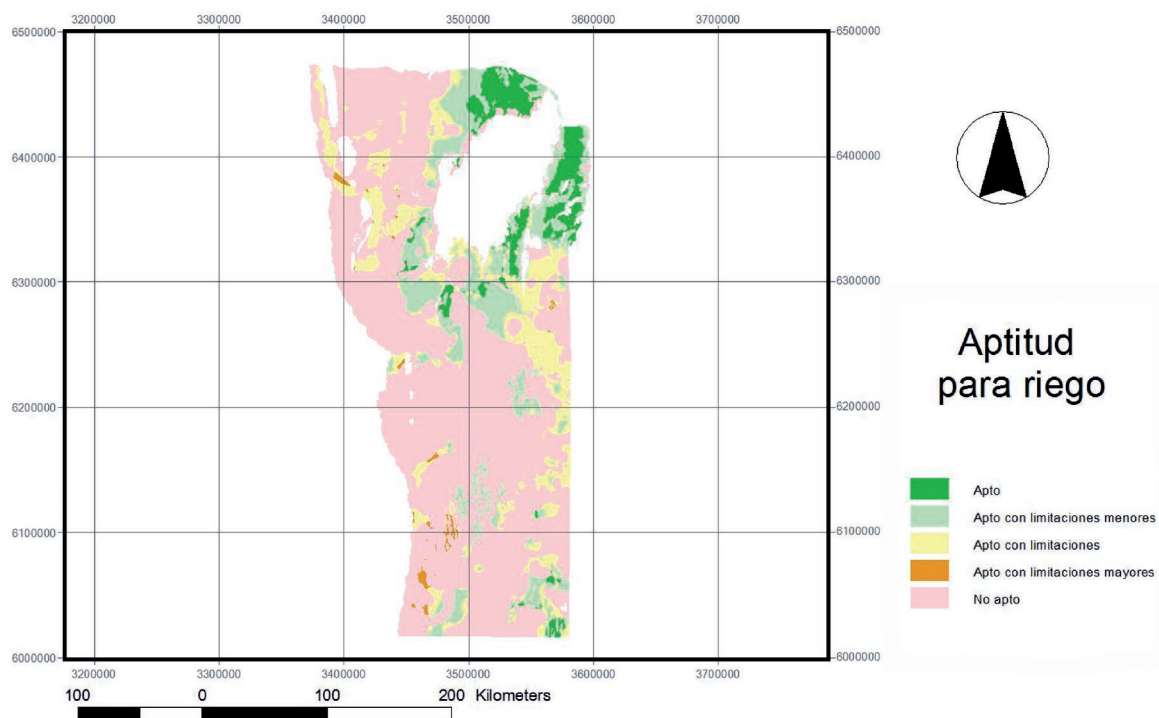 3200000 3300000 3400000 3500000 3600000 3700000
6500000 6500000
6400000 6400000
6300000 6300000
6200000 6200000
6100000 6100000
6000000 6000000
3200000 3300000 3400000 3500000 3600000 3700000
100 0 100 200 Kilometers
Aptitud
para riego
Apto
Apto con limitaciones menores
Apto con limitaciones
Apto con limitaciones mayores
No apto